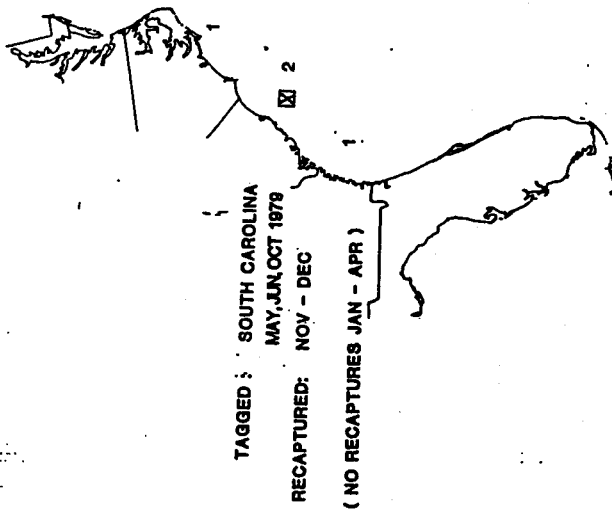 TAGGED : SOUTH CAROLINA
MAY, JUN, OCT 1979
RECAPTURED: NOV - DEC
( NO RECAPTURES JAN - APR )
1
2
1